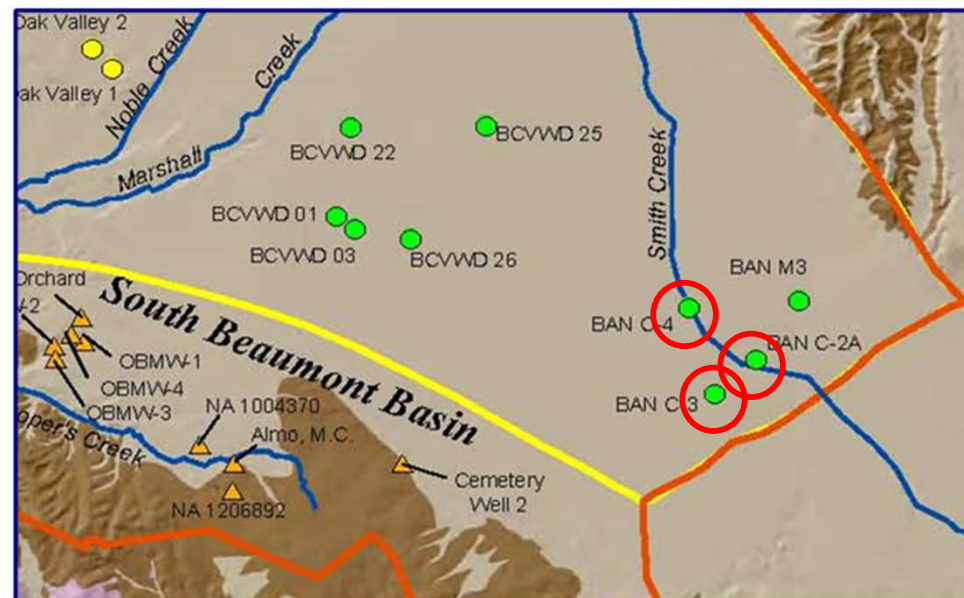 Oak Valley 2
Oak Valley 1
Noble Creek
Marshall Creek
BCVWD 22
BCVWD 25
BCVWD 01
BCVWD 03
BCVWD 26
Smith Creek
BAN M3
BAN C-4
BAN C-2A
BAN C-3
South Beaumont Basin
Orchard
-2
OBMW-1
OBMW-4
OBMW-3
oper's Creek
NA 1004370
Almo, M.C.
NA 1206892
Cemetery
Well 2